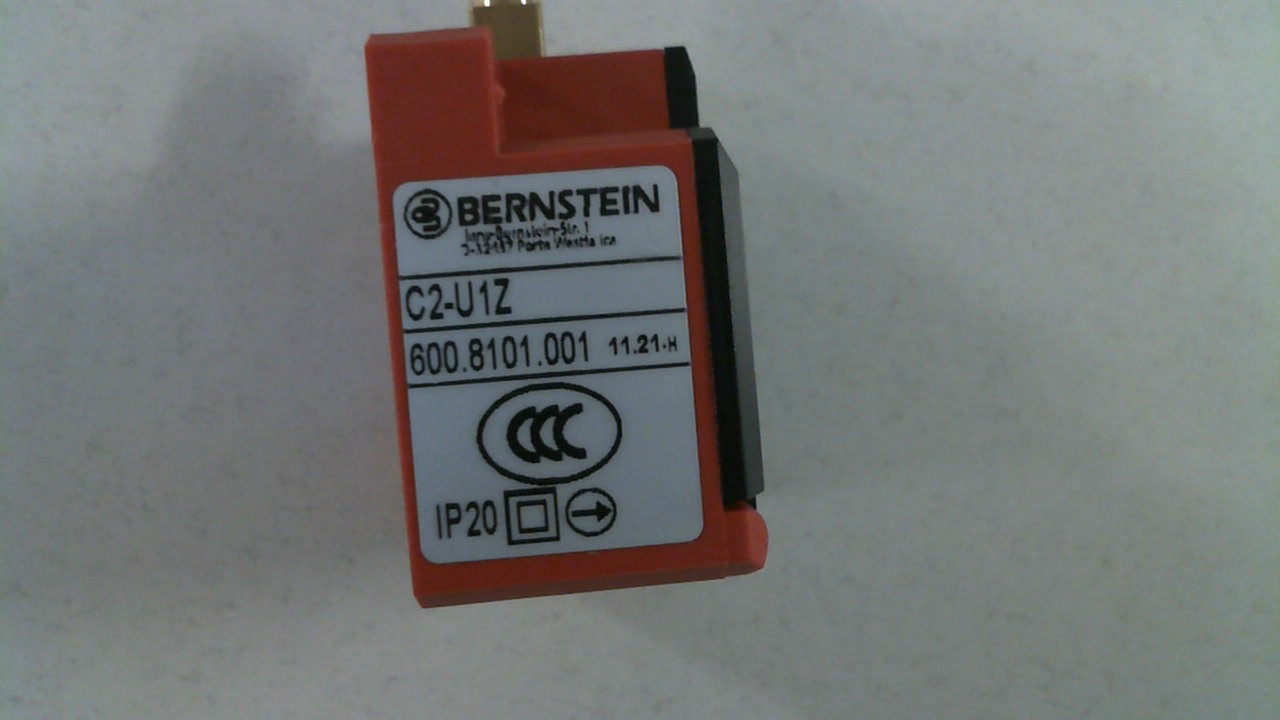 BERNSTEIN
C2-U1Z
600.8101.001 11.21-H
CCC
IP20